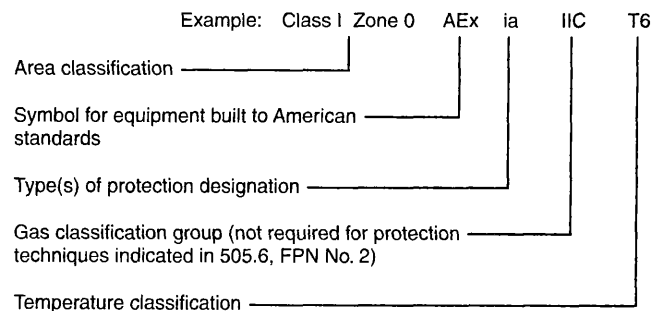 Example: Class I Zone 0 AEx ia IIC T6
Area classification
Symbol for equipment built to American
standards
Type(s) of protection designation
Gas classification group (not required for protection
techniques indicated in 505.6, FPN No. 2)
Temperature classification